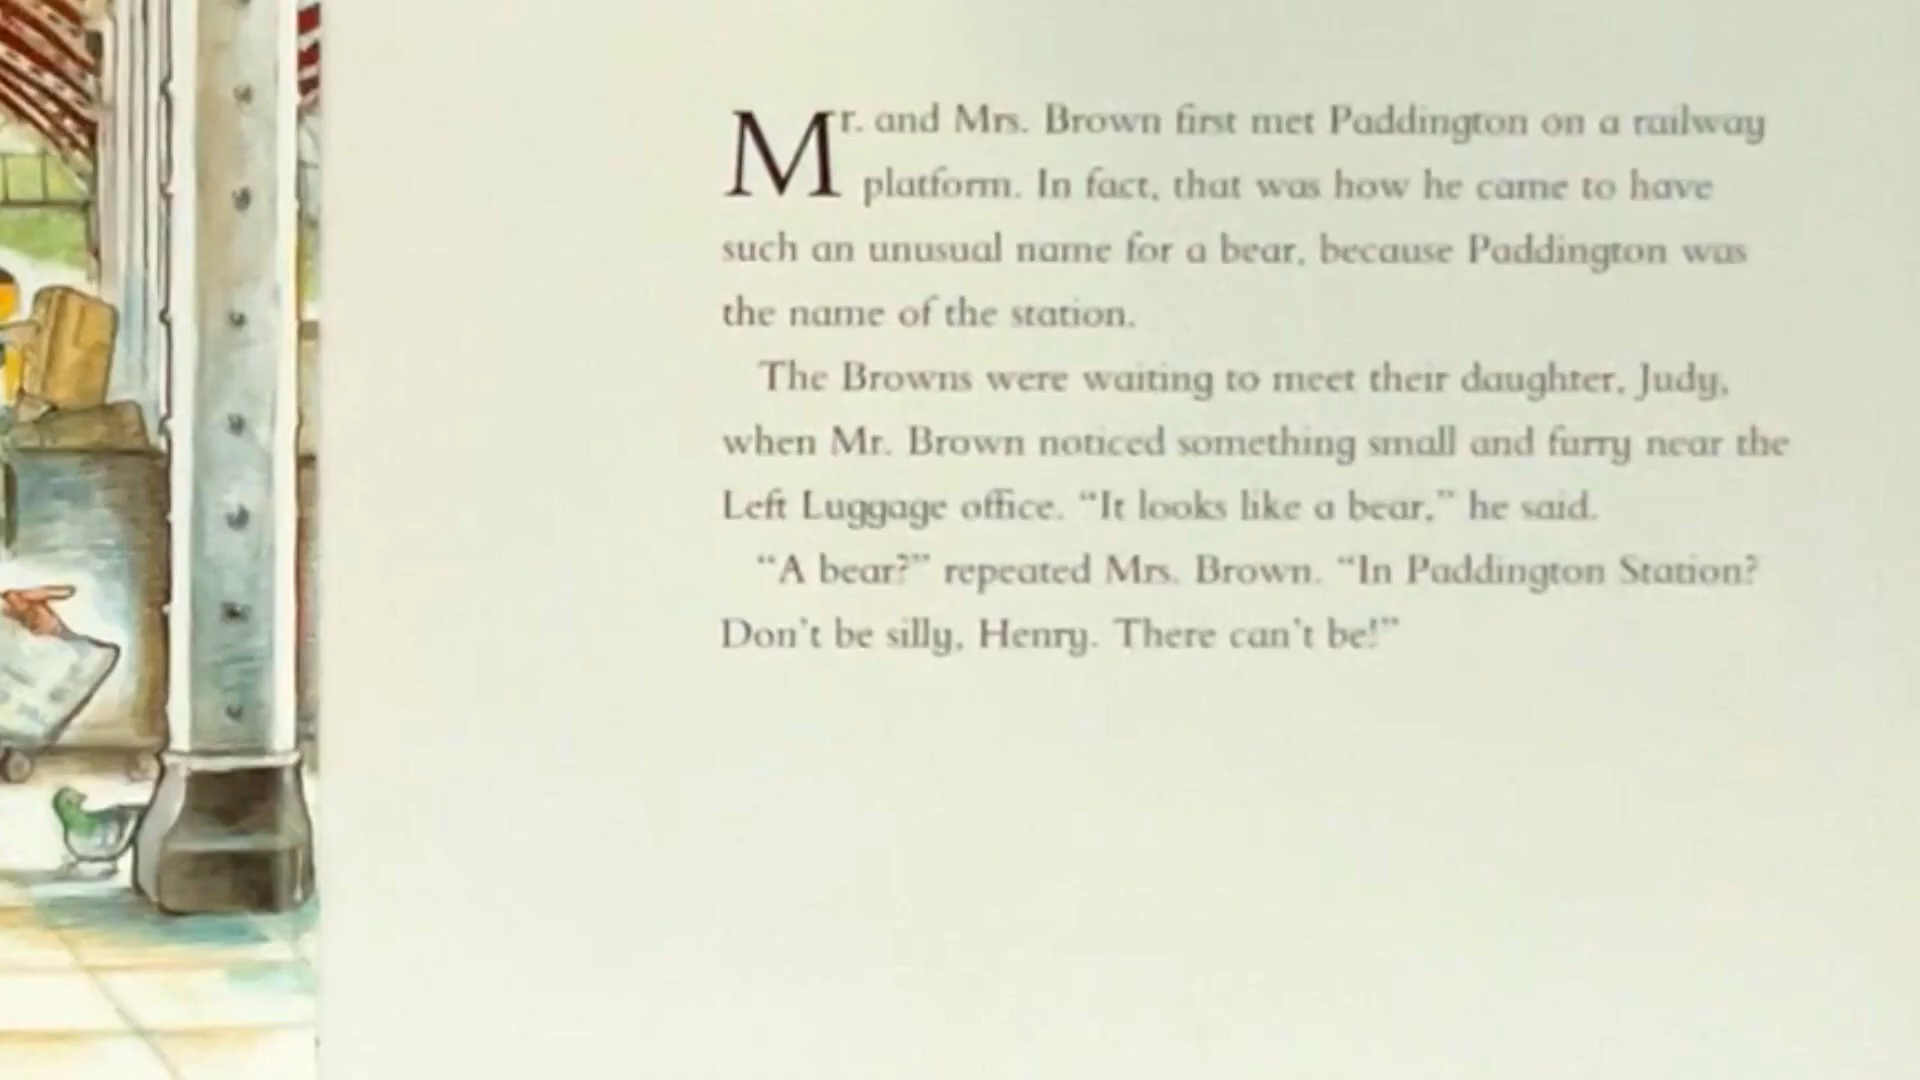 Mr. and Mrs. Brown first met Paddington on a railway
platform. In fact, that was how he came to have
such an unusual name for a bear, because Paddington was
the name of the station.
The Browns were waiting to meet their daughter, Judy,
when Mr. Brown noticed something small and furry near the
Left Luggage office. “It looks like a bear,” he said.
“A bear?” repeated Mrs. Brown. “In Paddington Station?
Don't be silly, Henry. There can't be!”